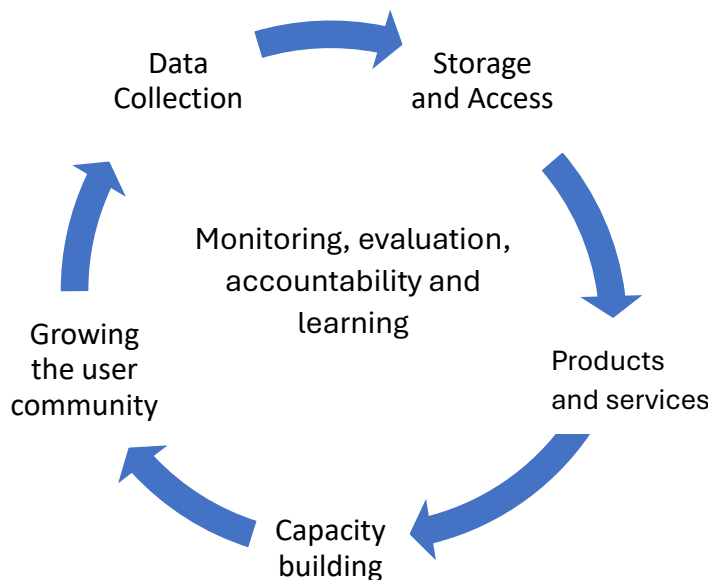 Data
Collection
Storage
and Access
Monitoring, evaluation,
accountability and
learning
Products
and services
Capacity
building
Growing
the user
community